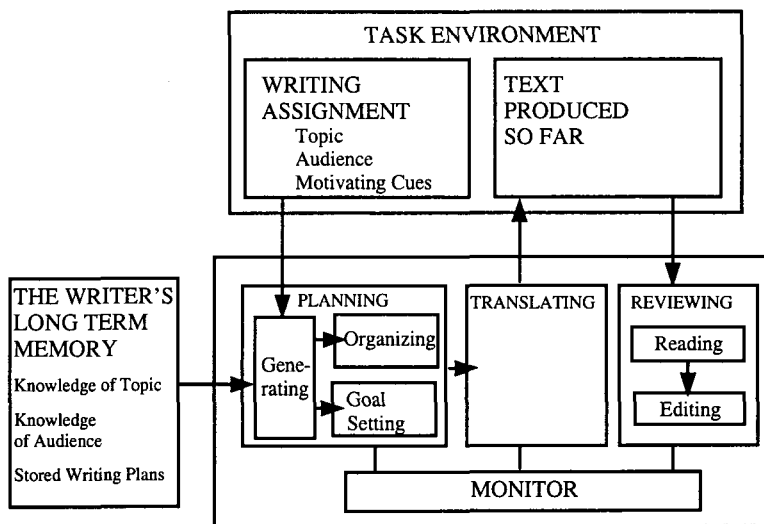 TASK ENVIRONMENT
WRITING
ASSIGNMENT
Topic
Audience
Motivating Cues
TEXT
PRODUCED
SO FAR
THE WRITER'S
LONG TERM
MEMORY
Knowledge of Topic
Knowledge
of Audience
Stored Writing Plans
PLANNING
Gene-
rating
Organizing
Goal
Setting
TRANSLATING
REVIEWING
Reading
Editing
MONITOR